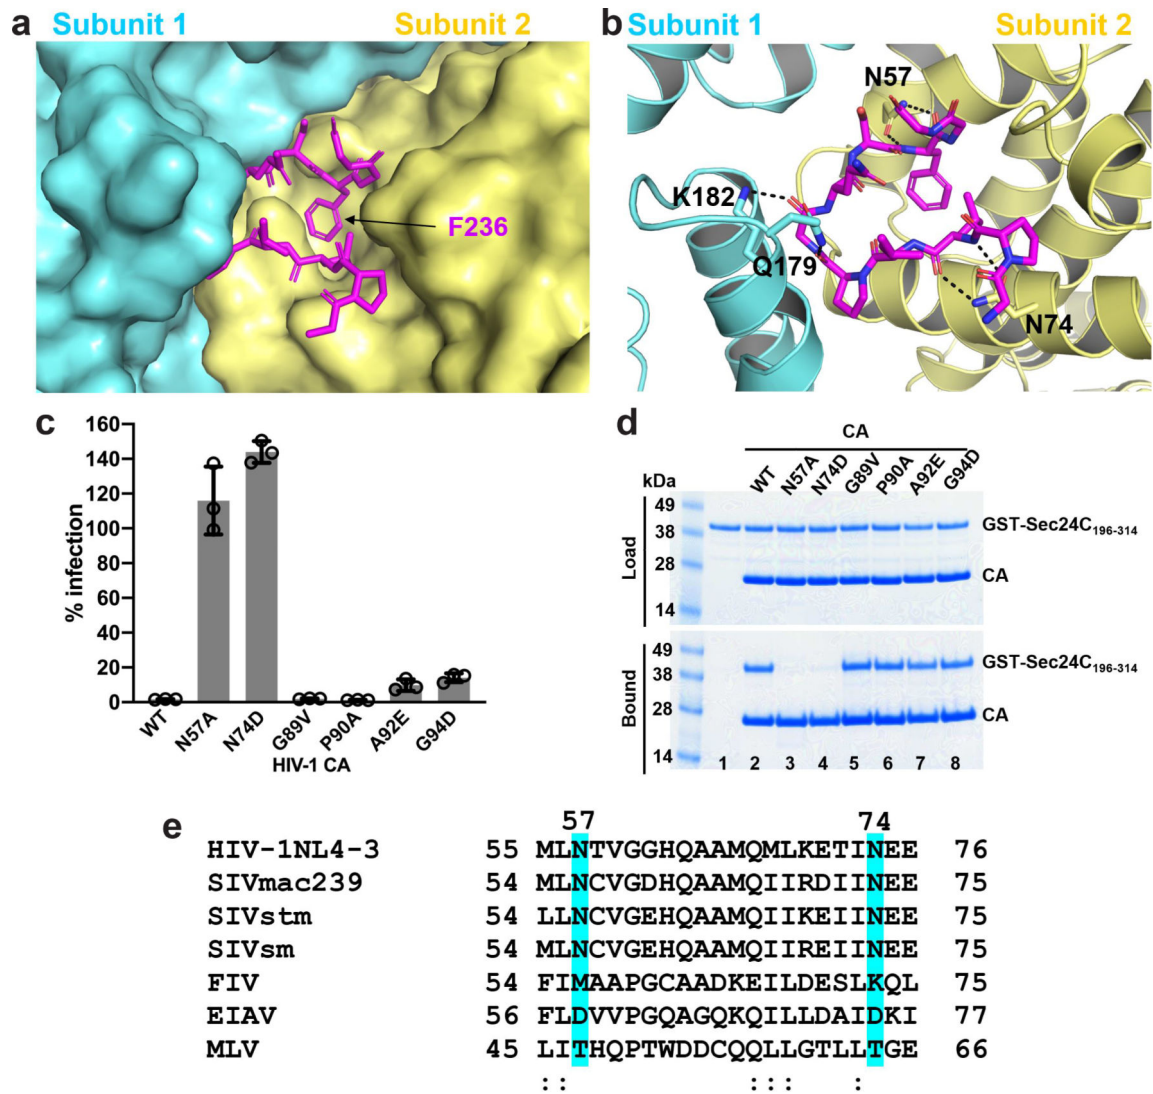 a Subunit 1 Subunit 2
F236
b Subunit 1 Subunit 2
N57
K182
Q179
N74
c
% infection
160
140
120
100
80
60
40
20
0
WT N57A N74D G89V P90A A92E G94D
HIV-1 CA
d
CA
kDa WT N57A N74D G89V P90A A92E G94D
Load
49
38
28
14
GST-Sec24C196-314
CA
Bound
49
38
28
14
GST-Sec24C196-314
CA
1 2 3 4 5 6 7 8
e
57 74
HIV-1NL4-3 55 MLNTVGGHQAAMQMLKETINEE 76
SIVmac239 54 MLNCVGDHQAAMQIIRDIINEE 75
SIVstm 54 LLNCVGEHQAAMQIIKEIINEE 75
SIVsm 54 MLNCVGEHQAAMQIIREIINEE 75
FIV 54 FIMAAPGCAADKEILDESLKQL 75
EIAV 56 FLDVVPGQAGQKQILLDAIDKI 77
MLV 45 LITHQPTWDDCQQLLGTLLTGE 66
:: ::: :